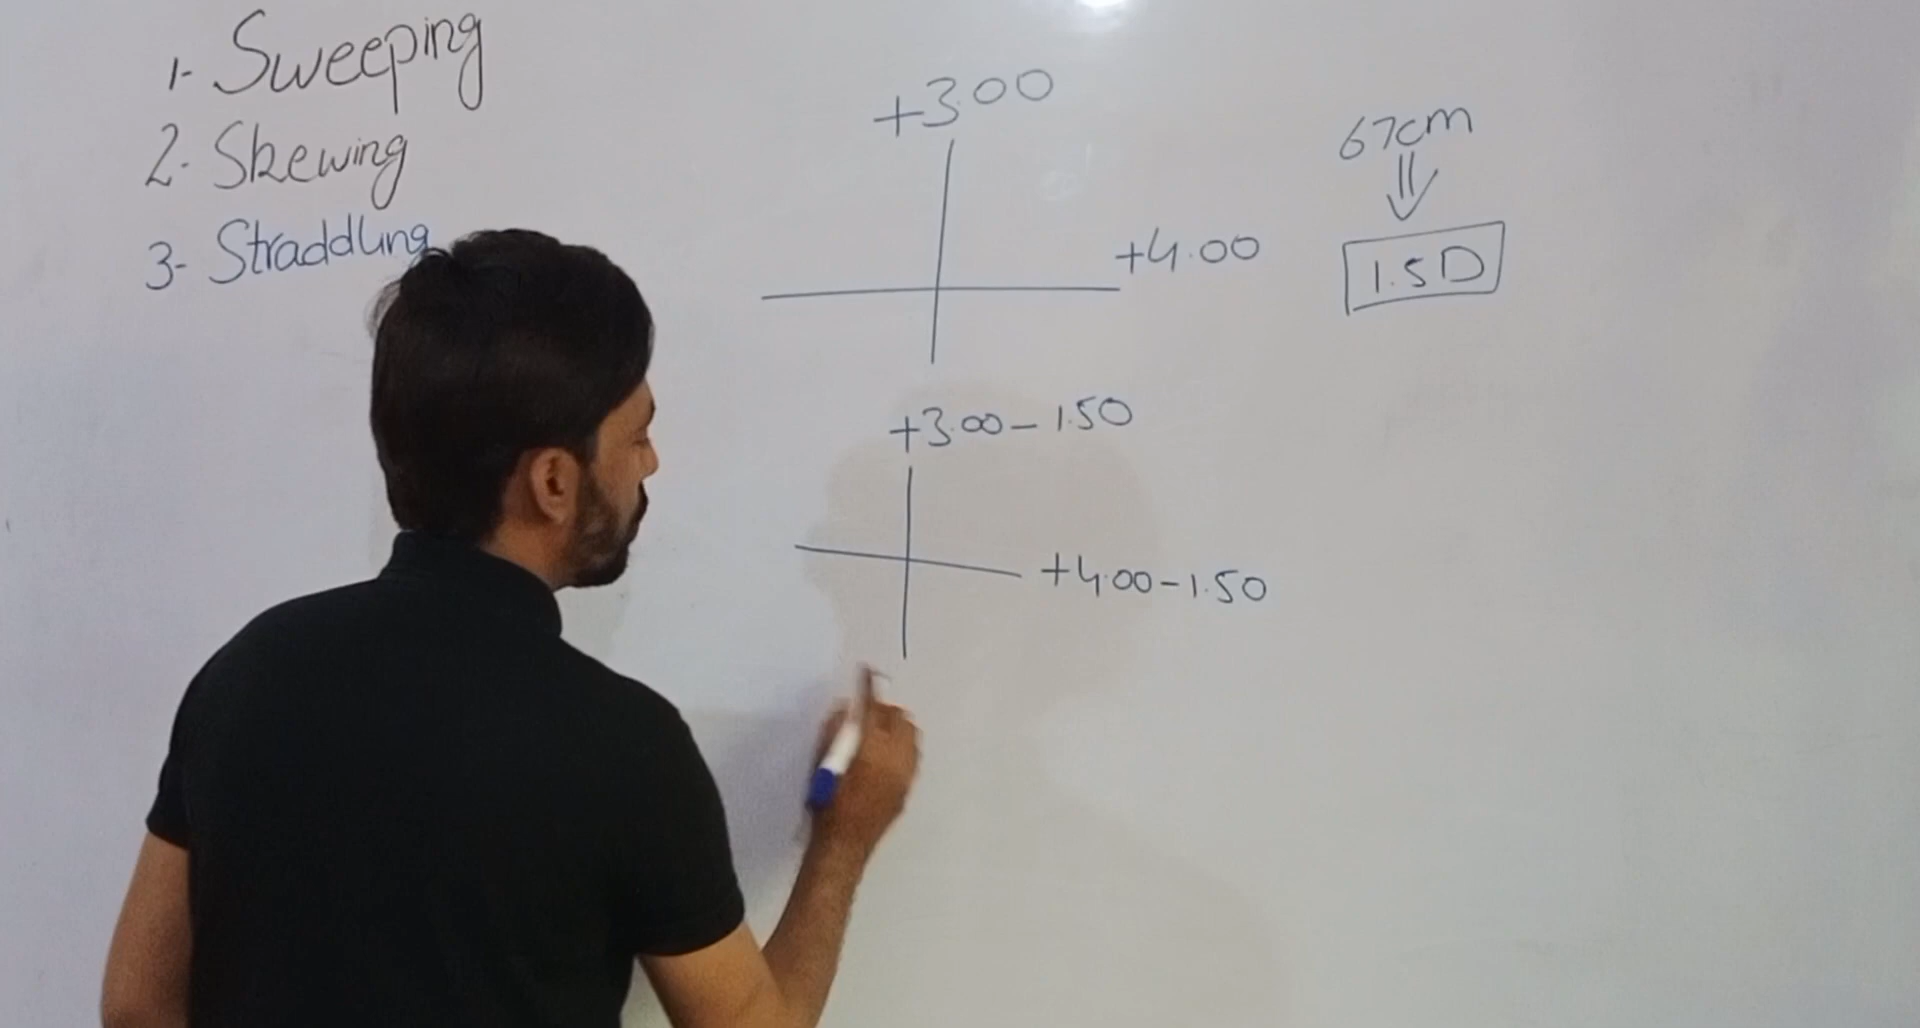 1- Sweeping
2- Skewing
3- Straddling
+3.00
+4.00
67cm
1.5D
+3.00-1.50
+4.00-1.50